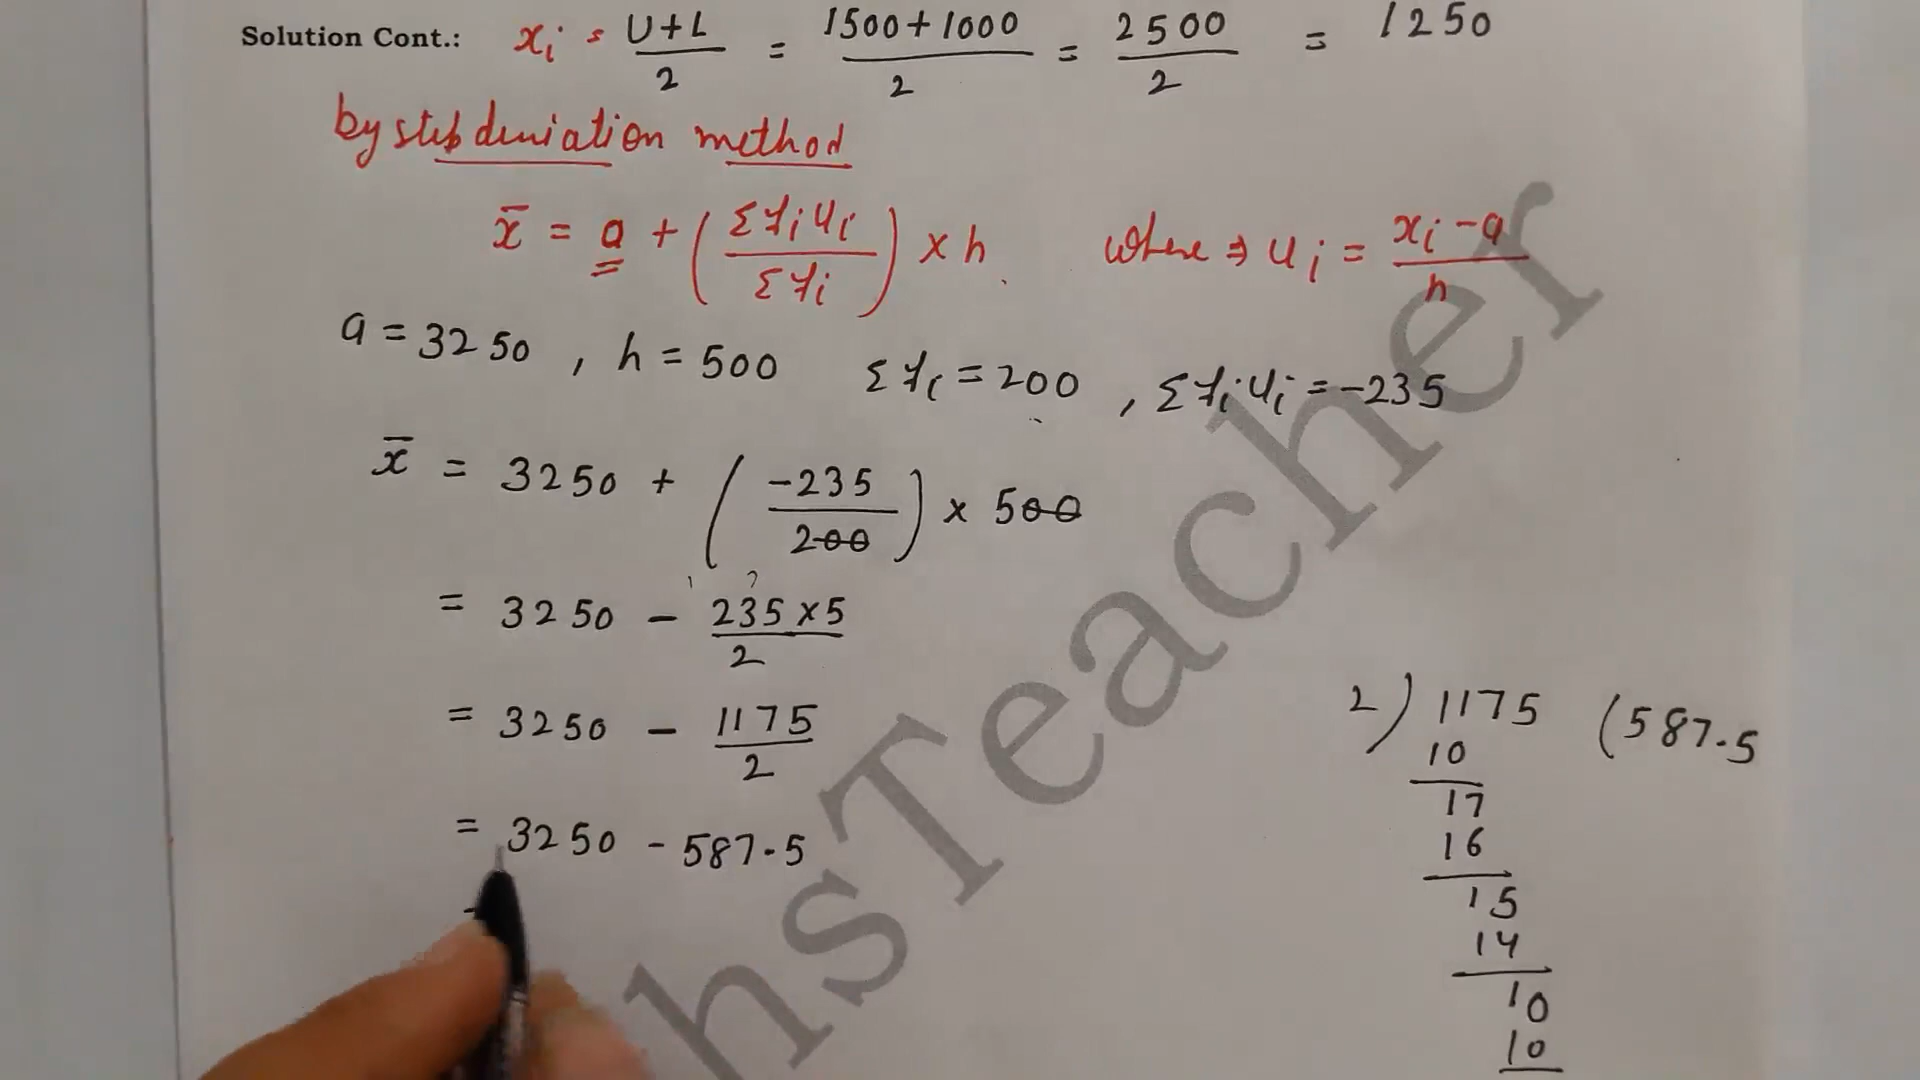 Solution Cont.: xᵢ = U+L/2 = 1500+1000/2 = 2500/2 = 1250
by step deviation method
x̄ = a + (Σfᵢuᵢ/Σfᵢ) × h where ⇒ uᵢ = xᵢ-a/h
a = 3250, h = 500 Σfᵢ = 200, Σfᵢuᵢ = -235
x̄ = 3250 + (-235/200) × 500
= 3250 - 235×5/2
= 3250 - 1175/2
= 3250 - 587.5
2) 1175 (587.5
10
17
16
15
14
10
10
hsTeacher